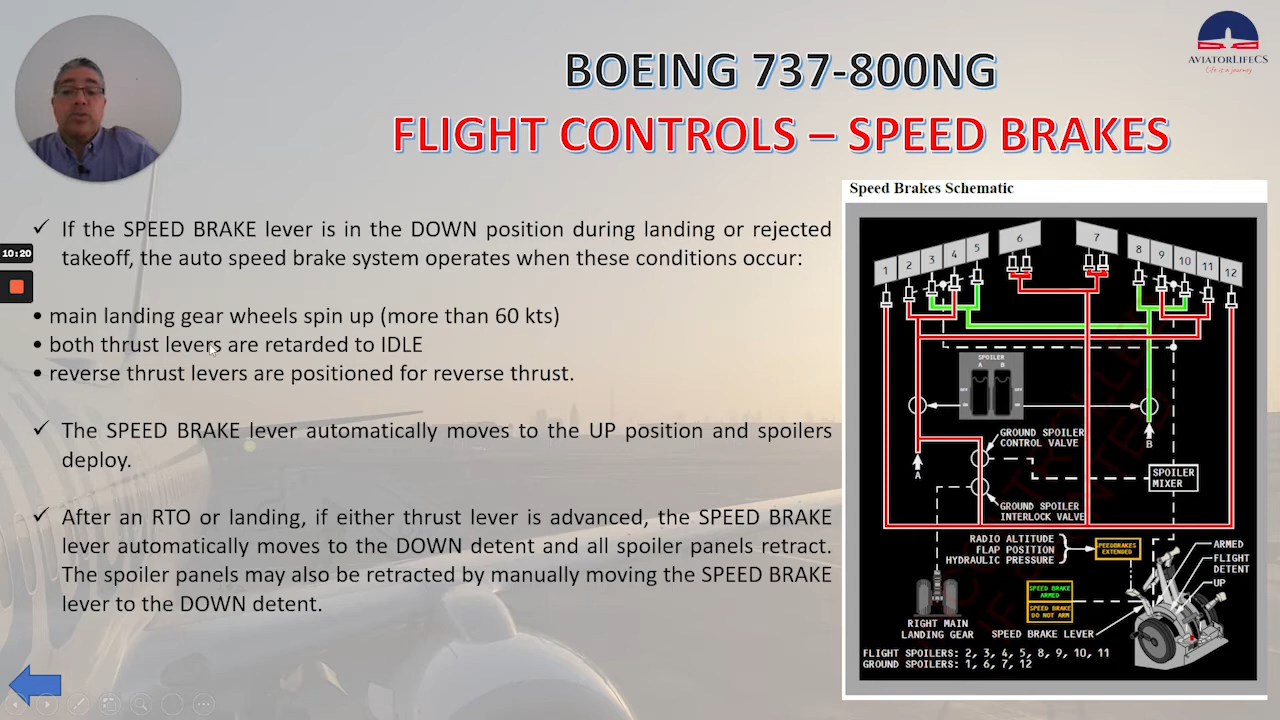 AVIATORLIFECS
Life is a journey
BOEING 737-800NG
FLIGHT CONTROLS – SPEED BRAKES
10:20
✓ If the SPEED BRAKE lever is in the DOWN position during landing or rejected
takeoff, the auto speed brake system operates when these conditions occur:
• main landing gear wheels spin up (more than 60 kts)
• both thrust levers are retarded to IDLE
• reverse thrust levers are positioned for reverse thrust.
✓ The SPEED BRAKE lever automatically moves to the UP position and spoilers
deploy.
✓ After an RTO or landing, if either thrust lever is advanced, the SPEED BRAKE
lever automatically moves to the DOWN detent and all spoiler panels retract.
The spoiler panels may also be retracted by manually moving the SPEED BRAKE
lever to the DOWN detent.
Speed Brakes Schematic
1 2 3 4 5 6 7 8 9 10 11 12
SPOILER
A B
OFF OFF
ON ON
A
B
GROUND SPOILER
CONTROL VALVE
SPOILER
MIXER
GROUND SPOILER
INTERLOCK VALVE
RADIO ALTITUDE
FLAP POSITION
HYDRAULIC PRESSURE
SPEEDBRAKES
EXTENDED
ARMED
FLIGHT
DETENT
UP
SPEED BRAKE
ARMED
SPEED BRAKE
DO NOT ARM
RIGHT MAIN
LANDING GEAR
SPEED BRAKE LEVER
FLIGHT SPOILERS: 2, 3, 4, 5, 8, 9, 10, 11
GROUND SPOILERS: 1, 6, 7, 12